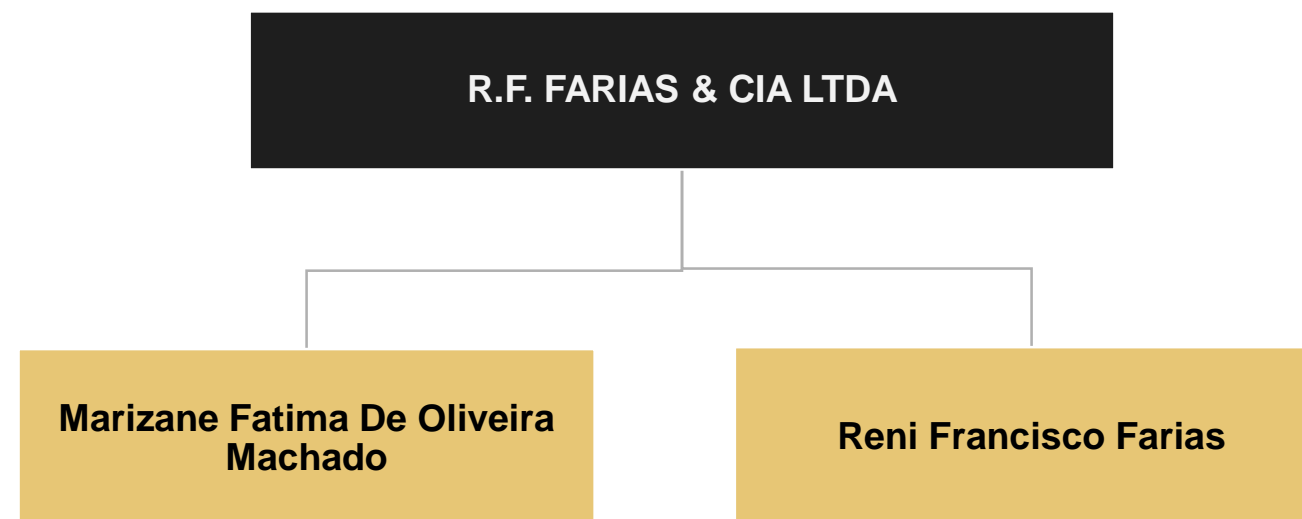 R.F. FARIAS & CIA LTDA
Marizane Fatima De Oliveira
Machado
Reni Francisco Farias